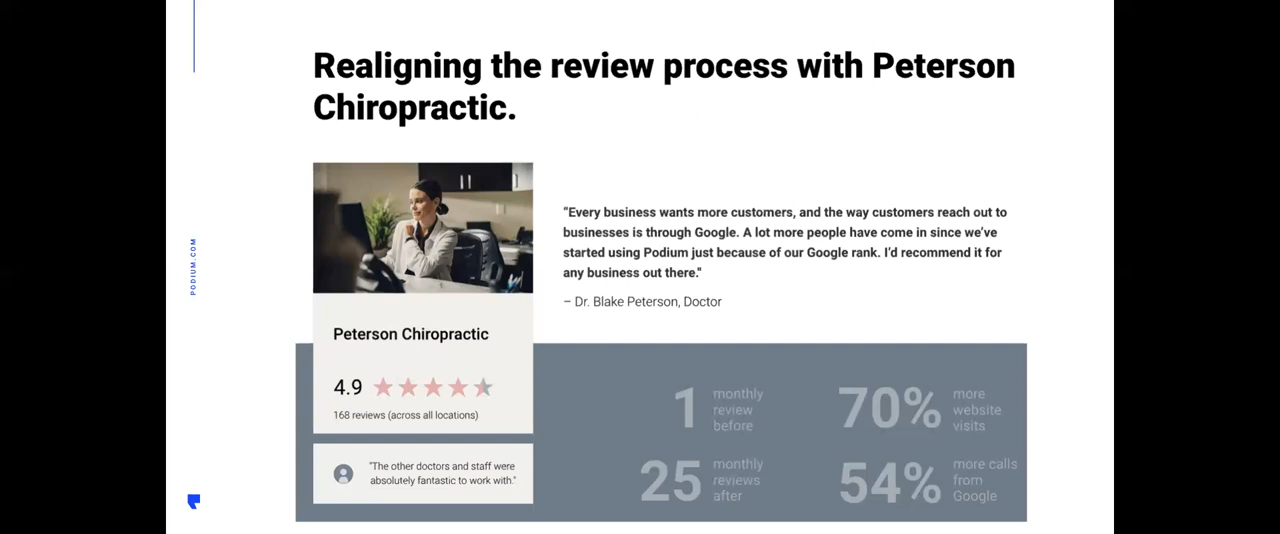 Realigning the review process with Peterson
Chiropractic.
PODIUM.COM
“Every business wants more customers, and the way customers reach out to
businesses is through Google. A lot more people have come in since we’ve
started using Podium just because of our Google rank. I’d recommend it for
any business out there.”
– Dr. Blake Peterson, Doctor
Peterson Chiropractic
4.9
168 reviews (across all locations)
"The other doctors and staff were
absolutely fantastic to work with."
1
monthly
review
before
70%
more
website
visits
25
monthly
reviews
after
54%
more calls
from
Google